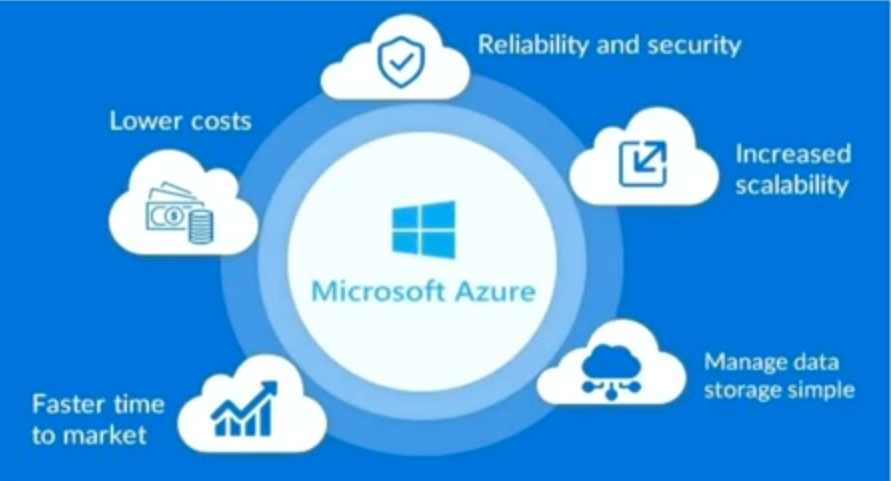 Reliability and security
Lower costs
Increased
scalability
Microsoft Azure
Manage data
storage simple
Faster time
to market